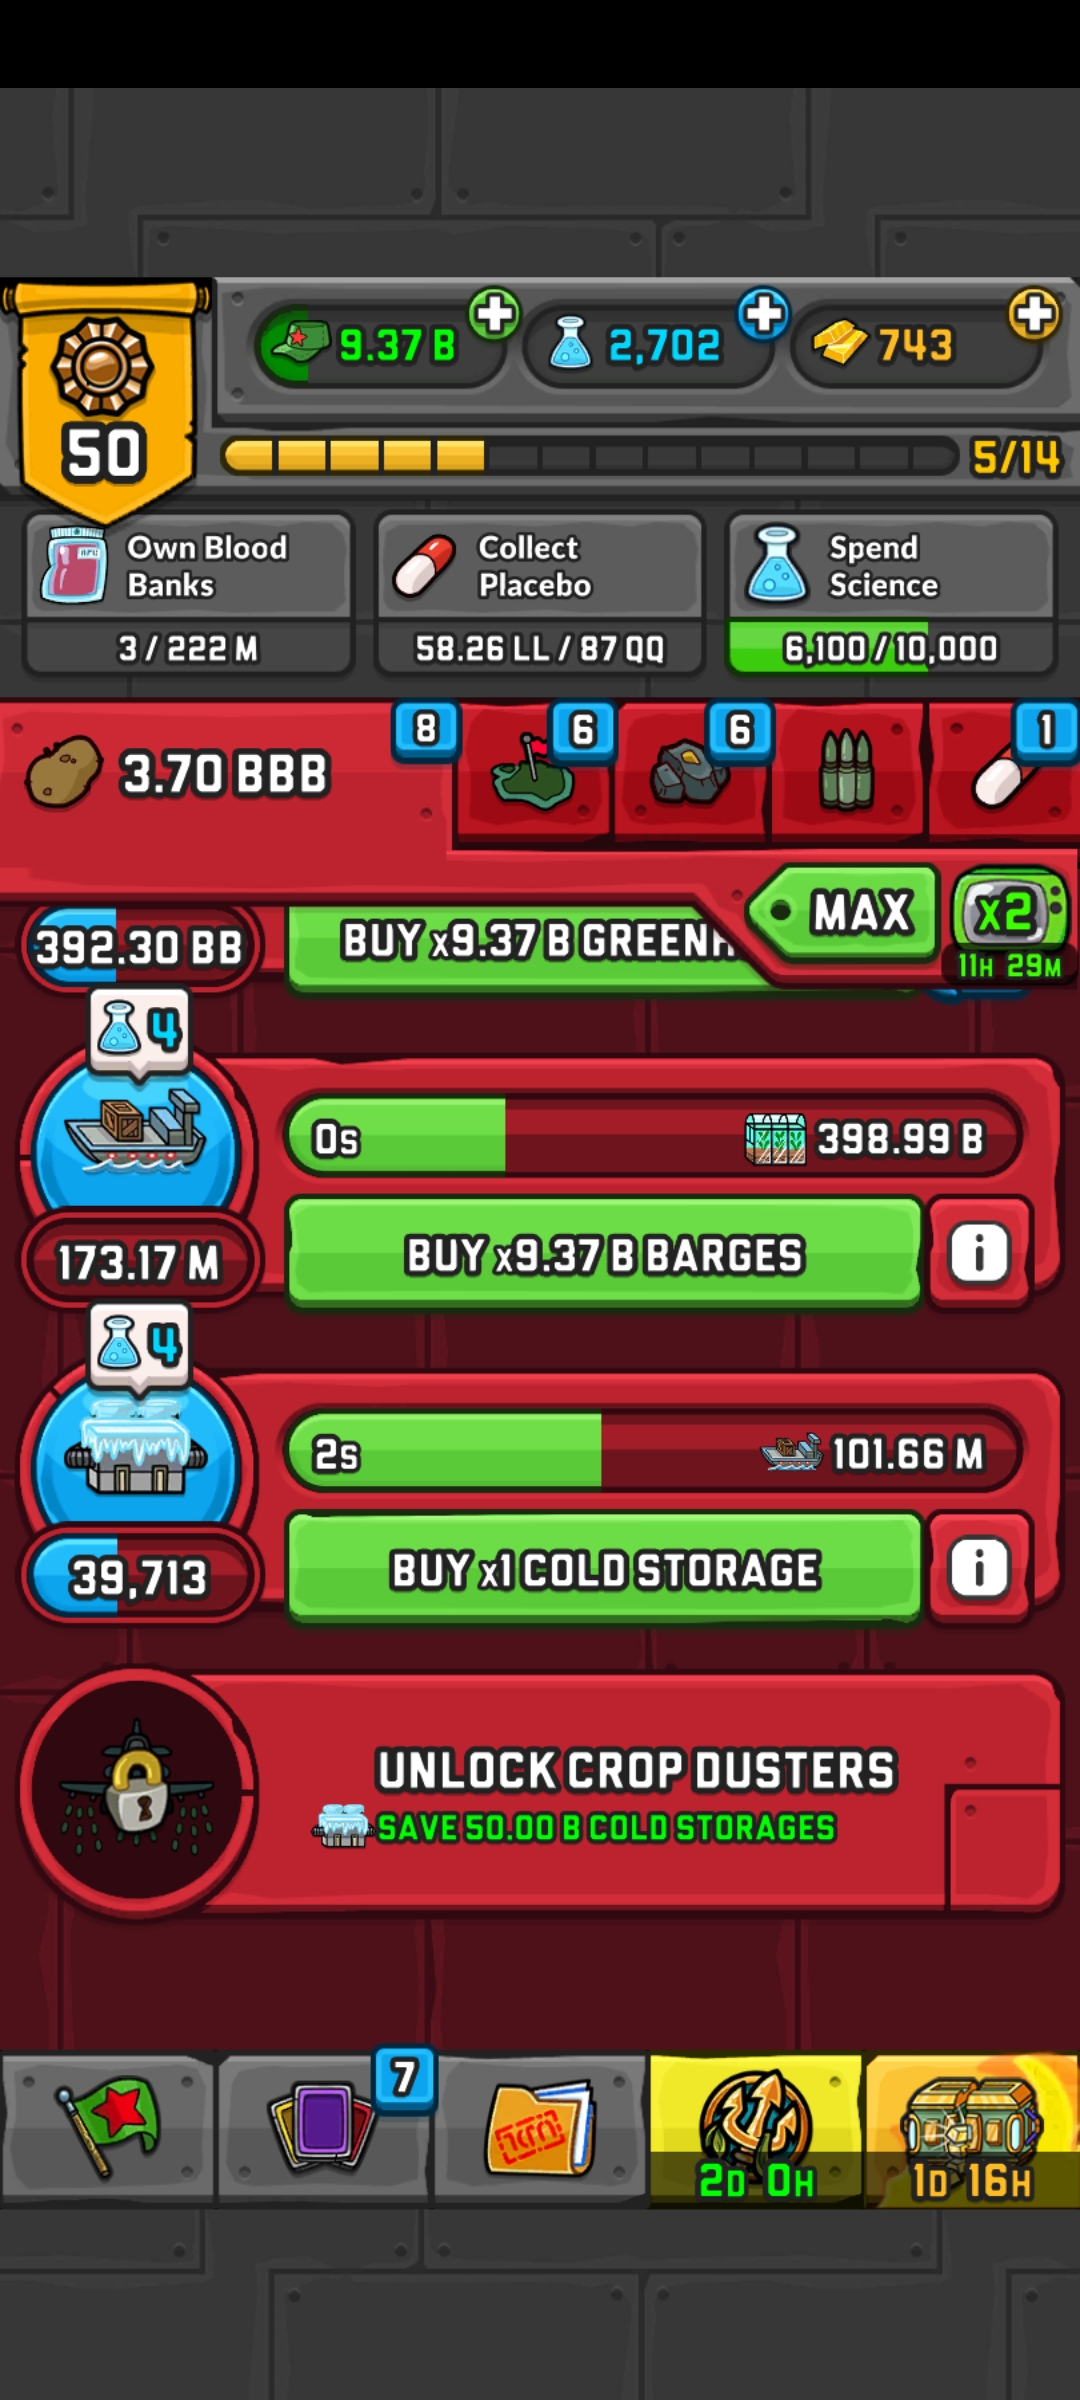 9.37 B
2,702
743
50
5/14
Own Blood
Banks
3 / 222 M
Collect
Placebo
58.26 LL / 87 QQ
Spend
Science
6,100 / 10,000
3.70 BBB
8
6
6
1
MAX
x2
11H 29M
392.30 BB
BUY x9.37 B GREENH
4
0s
398.99 B
173.17 M
BUY x9.37 B BARGES
i
4
2s
101.66 M
39,713
BUY x1 COLD STORAGE
i
UNLOCK CROP DUSTERS
SAVE 50.00 B COLD STORAGES
7
2D 0H
1D 16H